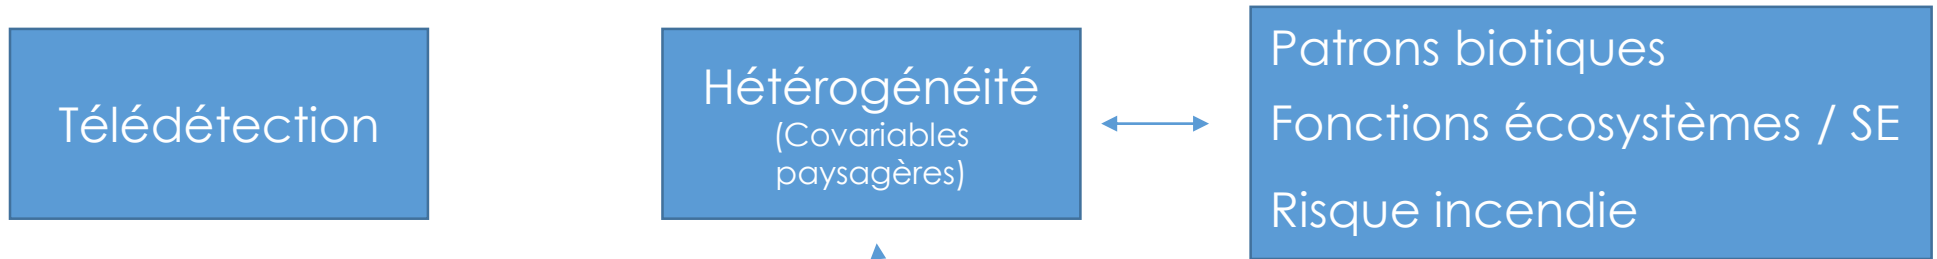 Télédétection
Hétérogénéité
(Covariables
paysagères)
Patrons biotiques
Fonctions écosystèmes / SE
Risque incendie